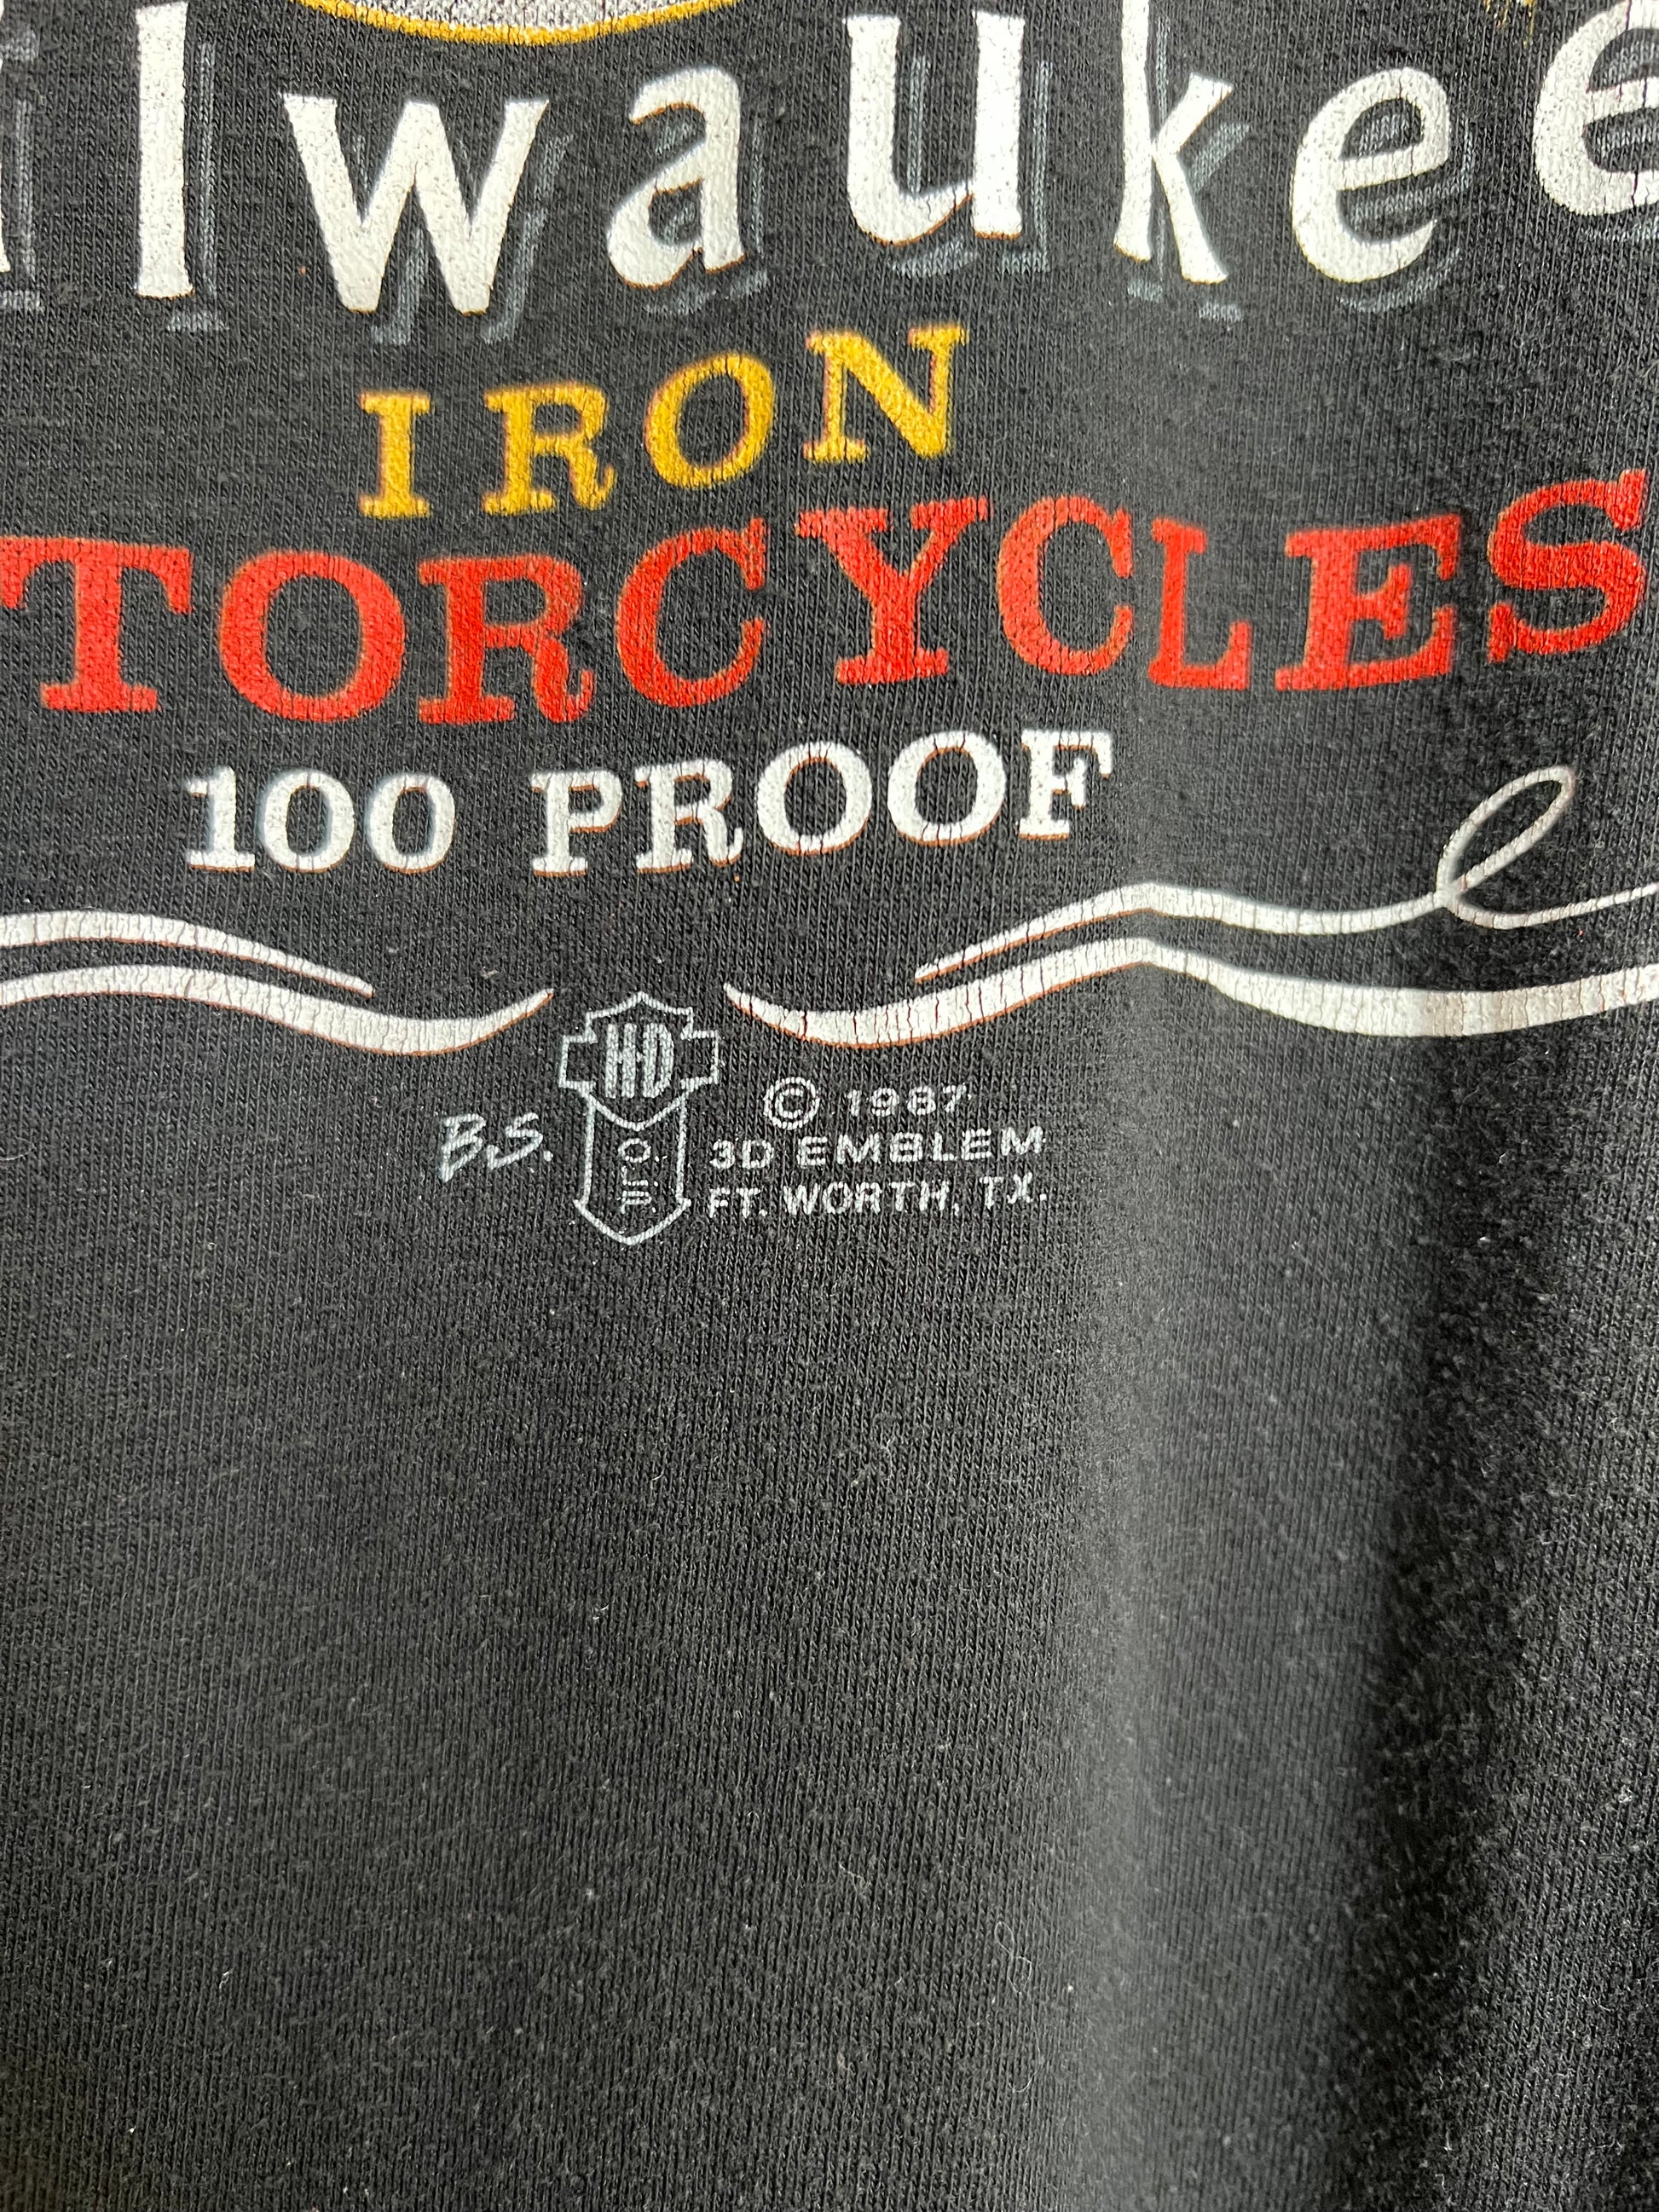 ilwaukee
IRON
TORCYCLES
100 PROOF
H-D
O.L.P.
B.S.
© 1987
3D EMBLEM
FT. WORTH, TX.